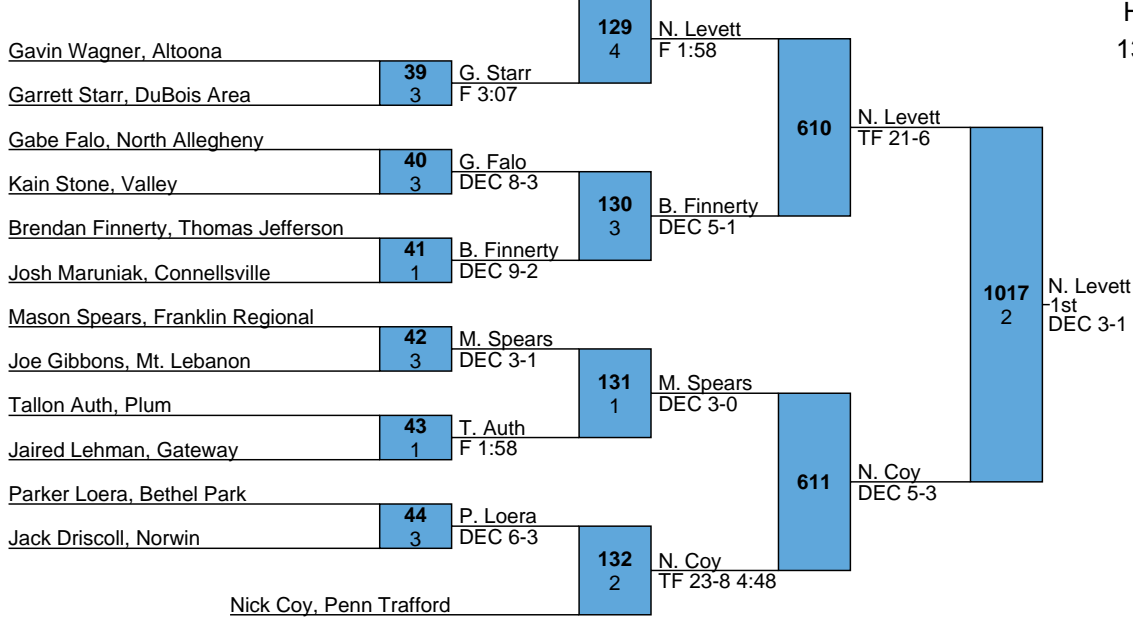 129
4
N. Levett
F 1:58
H
Gavin Wagner, Altoona
39
3
G. Starr
F 3:07
Garrett Starr, DuBois Area
610
N. Levett
TF 21-6
Gabe Falo, North Allegheny
40
3
G. Falo
DEC 8-3
Kain Stone, Valley
130
3
B. Finnerty
DEC 5-1
Brendan Finnerty, Thomas Jefferson
41
1
B. Finnerty
DEC 9-2
Josh Maruniak, Connellsville
1017
2
N. Levett
1st
DEC 3-1
Mason Spears, Franklin Regional
42
3
M. Spears
DEC 3-1
Joe Gibbons, Mt. Lebanon
131
1
M. Spears
DEC 3-0
Tallon Auth, Plum
43
1
T. Auth
F 1:58
Jaired Lehman, Gateway
611
N. Coy
DEC 5-3
Parker Loera, Bethel Park
44
3
P. Loera
DEC 6-3
Jack Driscoll, Norwin
132
2
N. Coy
TF 23-8 4:48
Nick Coy, Penn Trafford